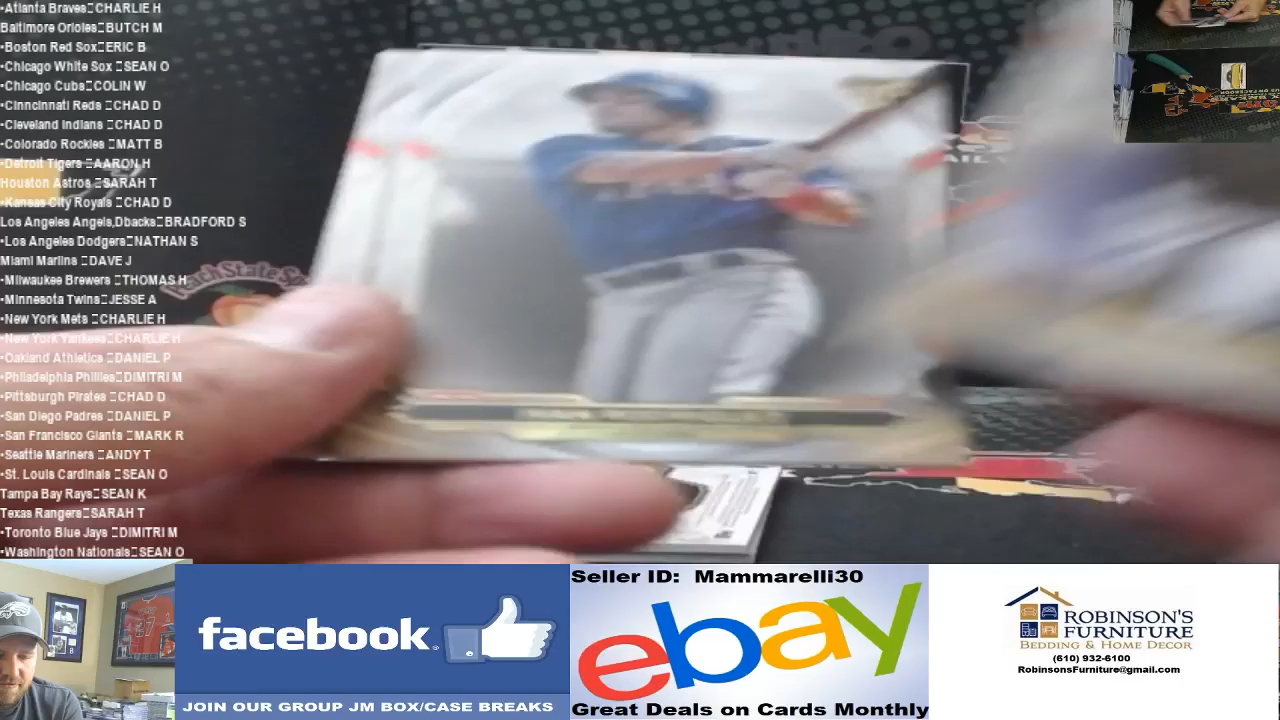 •Atlanta Braves CHARLIE H
Baltimore Orioles BUTCH M
•Boston Red Sox ERIC B
•Chicago White Sox SEAN O
•Chicago Cubs COLIN W
•Cinncinnati Reds CHAD D
•Cleveland Indians CHAD D
•Colorado Rockies MATT B
•Detroit Tigers AARON H
Houston Astros SARAH T
•Kansas City Royals CHAD D
Los Angeles Angels,Dbacks BRADFORD S
•Los Angeles Dodgers NATHAN S
Miami Marlins DAVE J
•Milwaukee Brewers THOMAS H
•Minnesota Twins JESSE A
•New York Mets CHARLIE H
•New York Yankees CHARLIE H
•Oakland Athletics DANIEL P
•Philadelphia Phillies DIMITRI M
•Pittsburgh Pirates CHAD D
•San Diego Padres DANIEL P
•San Francisco Giants MARK R
•Seattle Mariners ANDY T
•St. Louis Cardinals SEAN O
Tampa Bay Rays SEAN K
Texas Rangers SARAH T
•Toronto Blue Jays DIMITRI M
•Washington Nationals SEAN O
facebook.
JOIN OUR GROUP JM BOX/CASE BREAKS
Seller ID: Mammarelli30
ebay
Great Deals on Cards Monthly
ROBINSON'S
FURNITURE
BEDDING & HOME DECOR
(610) 932-6100
RobinsonsFurniture@gmail.com